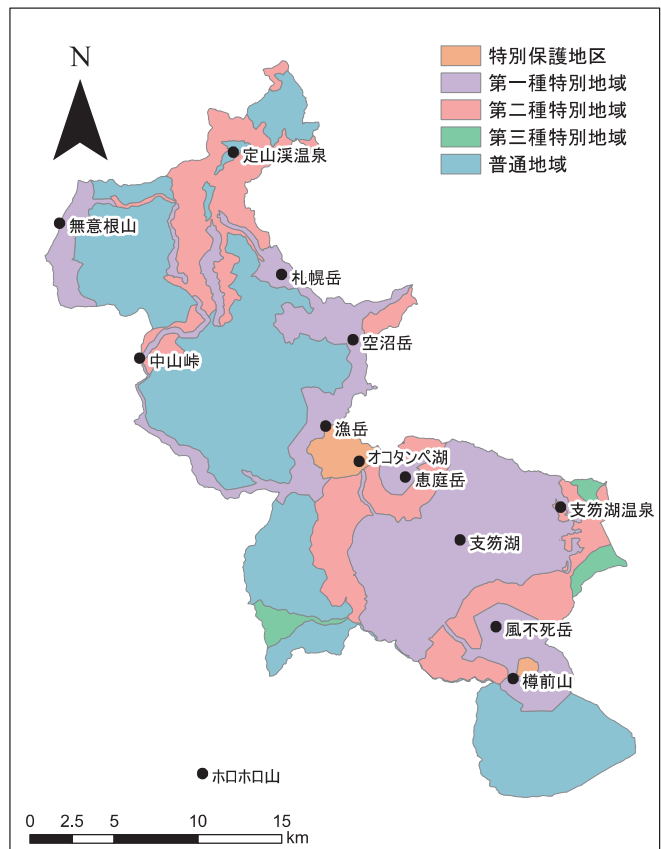 N
特別保護地区
第一種特別地域
第二種特別地域
第三種特別地域
普通地域
定山渓温泉
無意根山
札幌岳
空沼岳
中山峠
漁岳
オコタンペ湖
恵庭岳
支笏湖温泉
支笏湖
風不死岳
樽前山
ホロホロ山
0 2.5 5 10 15
km